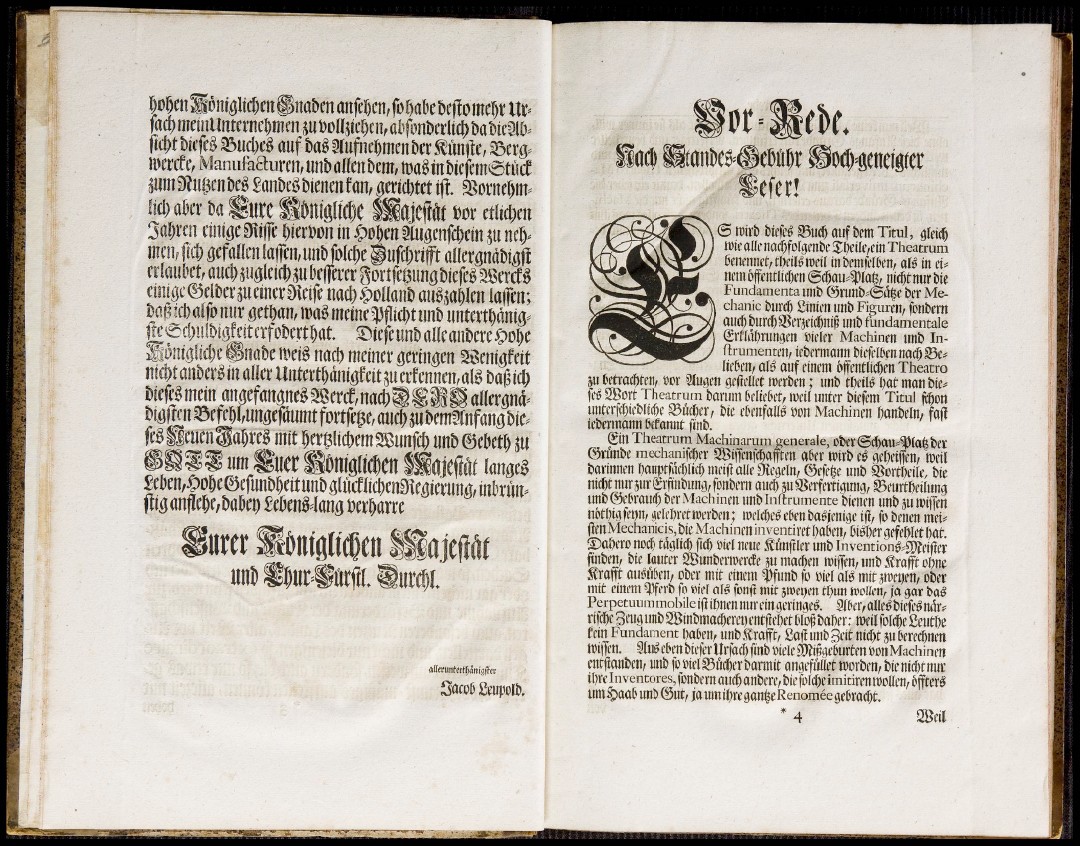 hohen Königlichen Gnaden ansehen, so habe desto mehr Ur-
sach mein Unternehmen zu vollziehen, absonderlich da die Ab-
sicht dieses Buches auf das Aufnehmen der Künste, Berg-
wercke, Manufacturen, und allen dem, was in diesem Stück
zum Nutzen des Landes dienen kan, gerichtet ist. Vornehm-
lich aber da Eure Königliche Majestät vor etlichen
Jahren einige Risse hiervon in Hohen Augenschein zu neh-
men, sich gefallen lassen, und solche Zuschrifft allergnädigst
erlaubet, auch zugleich zu besserer Fortsetzung dieses Wercks
einige Gelder zu einer Reise nach Holland auszahlen lassen;
daß ich also nur gethan, was meine Pflicht und unterthänig-
ste Schuldigkeit erfodert hat. Diese und alle andere Hohe
Königliche Gnade weis nach meiner geringen Wenigkeit
nicht anders in aller Unterthänigkeit zu erkennen, als daß ich
dieses mein angefangnes Werck, nach DERO allergnä-
digsten Befehl, ungesäumt fortsetze, auch zu dem Anfang die-
ses Neuen Jahres mit hertzlichem Wunsch und Gebeth zu
GOTT um Euer Königlichen Majestät langes
Leben, Hohe Gesundheit und glücklichen Regierung, inbrün-
stig anflehe, dabey Lebens-lang verharre
Eurer Königlichen Majestät
und Chur-Fürstl. Durchl.
allerunterthänigster
Jacob Leupold.
Vor-Rede.
Nach Standes-Gebühr Hoch-geneigter
Leser!
ES wird dieses Buch auf dem Titul, gleich
wie alle nachfolgende Theile, ein Theatrum
benennet, theils weil in demselben, als in ei-
nem öffentlichen Schau-Platz, nicht nur die
Fundamenta und Grund-Sätze der Me-
chanic durch Linien und Figuren, sondern
auch durch Verzeichniß und fundamentale
Erklährungen vieler Machinen und In-
strumenten, iedermann dieselben nach Be-
lieben, als auf einem öffentlichen Theatro
zu betrachten, vor Augen gestellet werden; und theils hat man die-
ses Wort Theatrum darum beliebet, weil unter diesem Titul schon
unterschiedliche Bücher, die ebenfalls von Machinen handeln, fast
iedermann bekannt sind.
Ein Theatrum Machinarum generale, oder Schau-Platz der
Gründe mechanischer Wissenschafften aber wird es geheissen, weil
darinnen hauptsächlich meist alle Regeln, Gesetze und Vortheile, die
nicht nur zur Erfindung, sondern auch zu Verfertigung, Beurtheilung
und Gebrauch der Machinen und Instrumente dienen und zu wissen
nöthig seyn, gelehret werden; welches eben dasjenige ist, so denen mei-
sten Mechanicis, die Machinen inventiret haben, bisher gefehlet hat.
Dahero noch täglich sich viel neue Künstler und Inventions-Meister
finden, die lauter Wunderwercke zu machen wissen, und Krafft ohne
Krafft ausüben, oder mit einem Pfund so viel als mit zweyen, oder
mit einem Pferd so viel als sonst mit zweyen thun wollen, ja gar das
Perpetuum mobile ist ihnen nur ein geringes. Aber, alles dieses när-
rische Zeug und Windmacherey entstehet bloß daher: weil solche Leuthe
kein Fundament haben, und Krafft, Last und Zeit nicht zu berechnen
wissen. Aus eben dieser Ursach sind viele Mißgeburten von Machinen
entstanden, und so viel Bücher darmit angefüllet worden, die nicht nur
ihre Inventores, sondern auch andere, die solche imitiren wollen, öffters
um Haab und Gut, ja um ihre gantze Renomée gebracht.
* 4 Weil